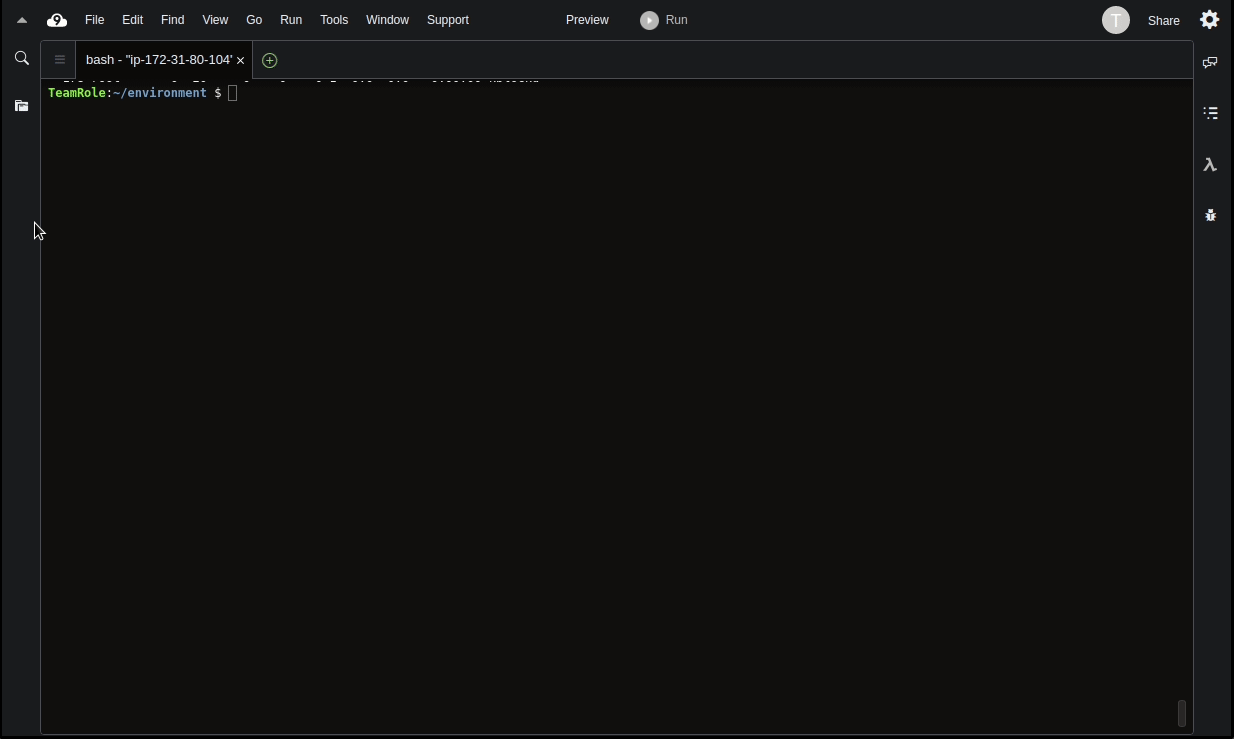 File Edit Find View Go Run Tools Window Support Preview Run T Share
bash - "ip-172-31-80-104'
TeamRole:~/environment $